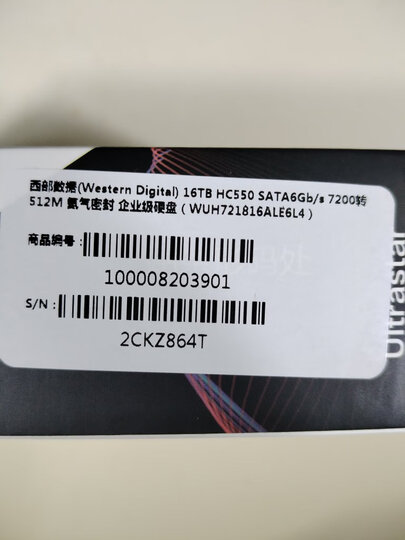 西部数据(Western Digital) 16TB HC550 SATA6Gb/s 7200转
512M 氦气密封 企业级硬盘（WUH721816ALE6L4）
商品编号：
100008203901
S/N：
2CKZ864T
Ultrastar